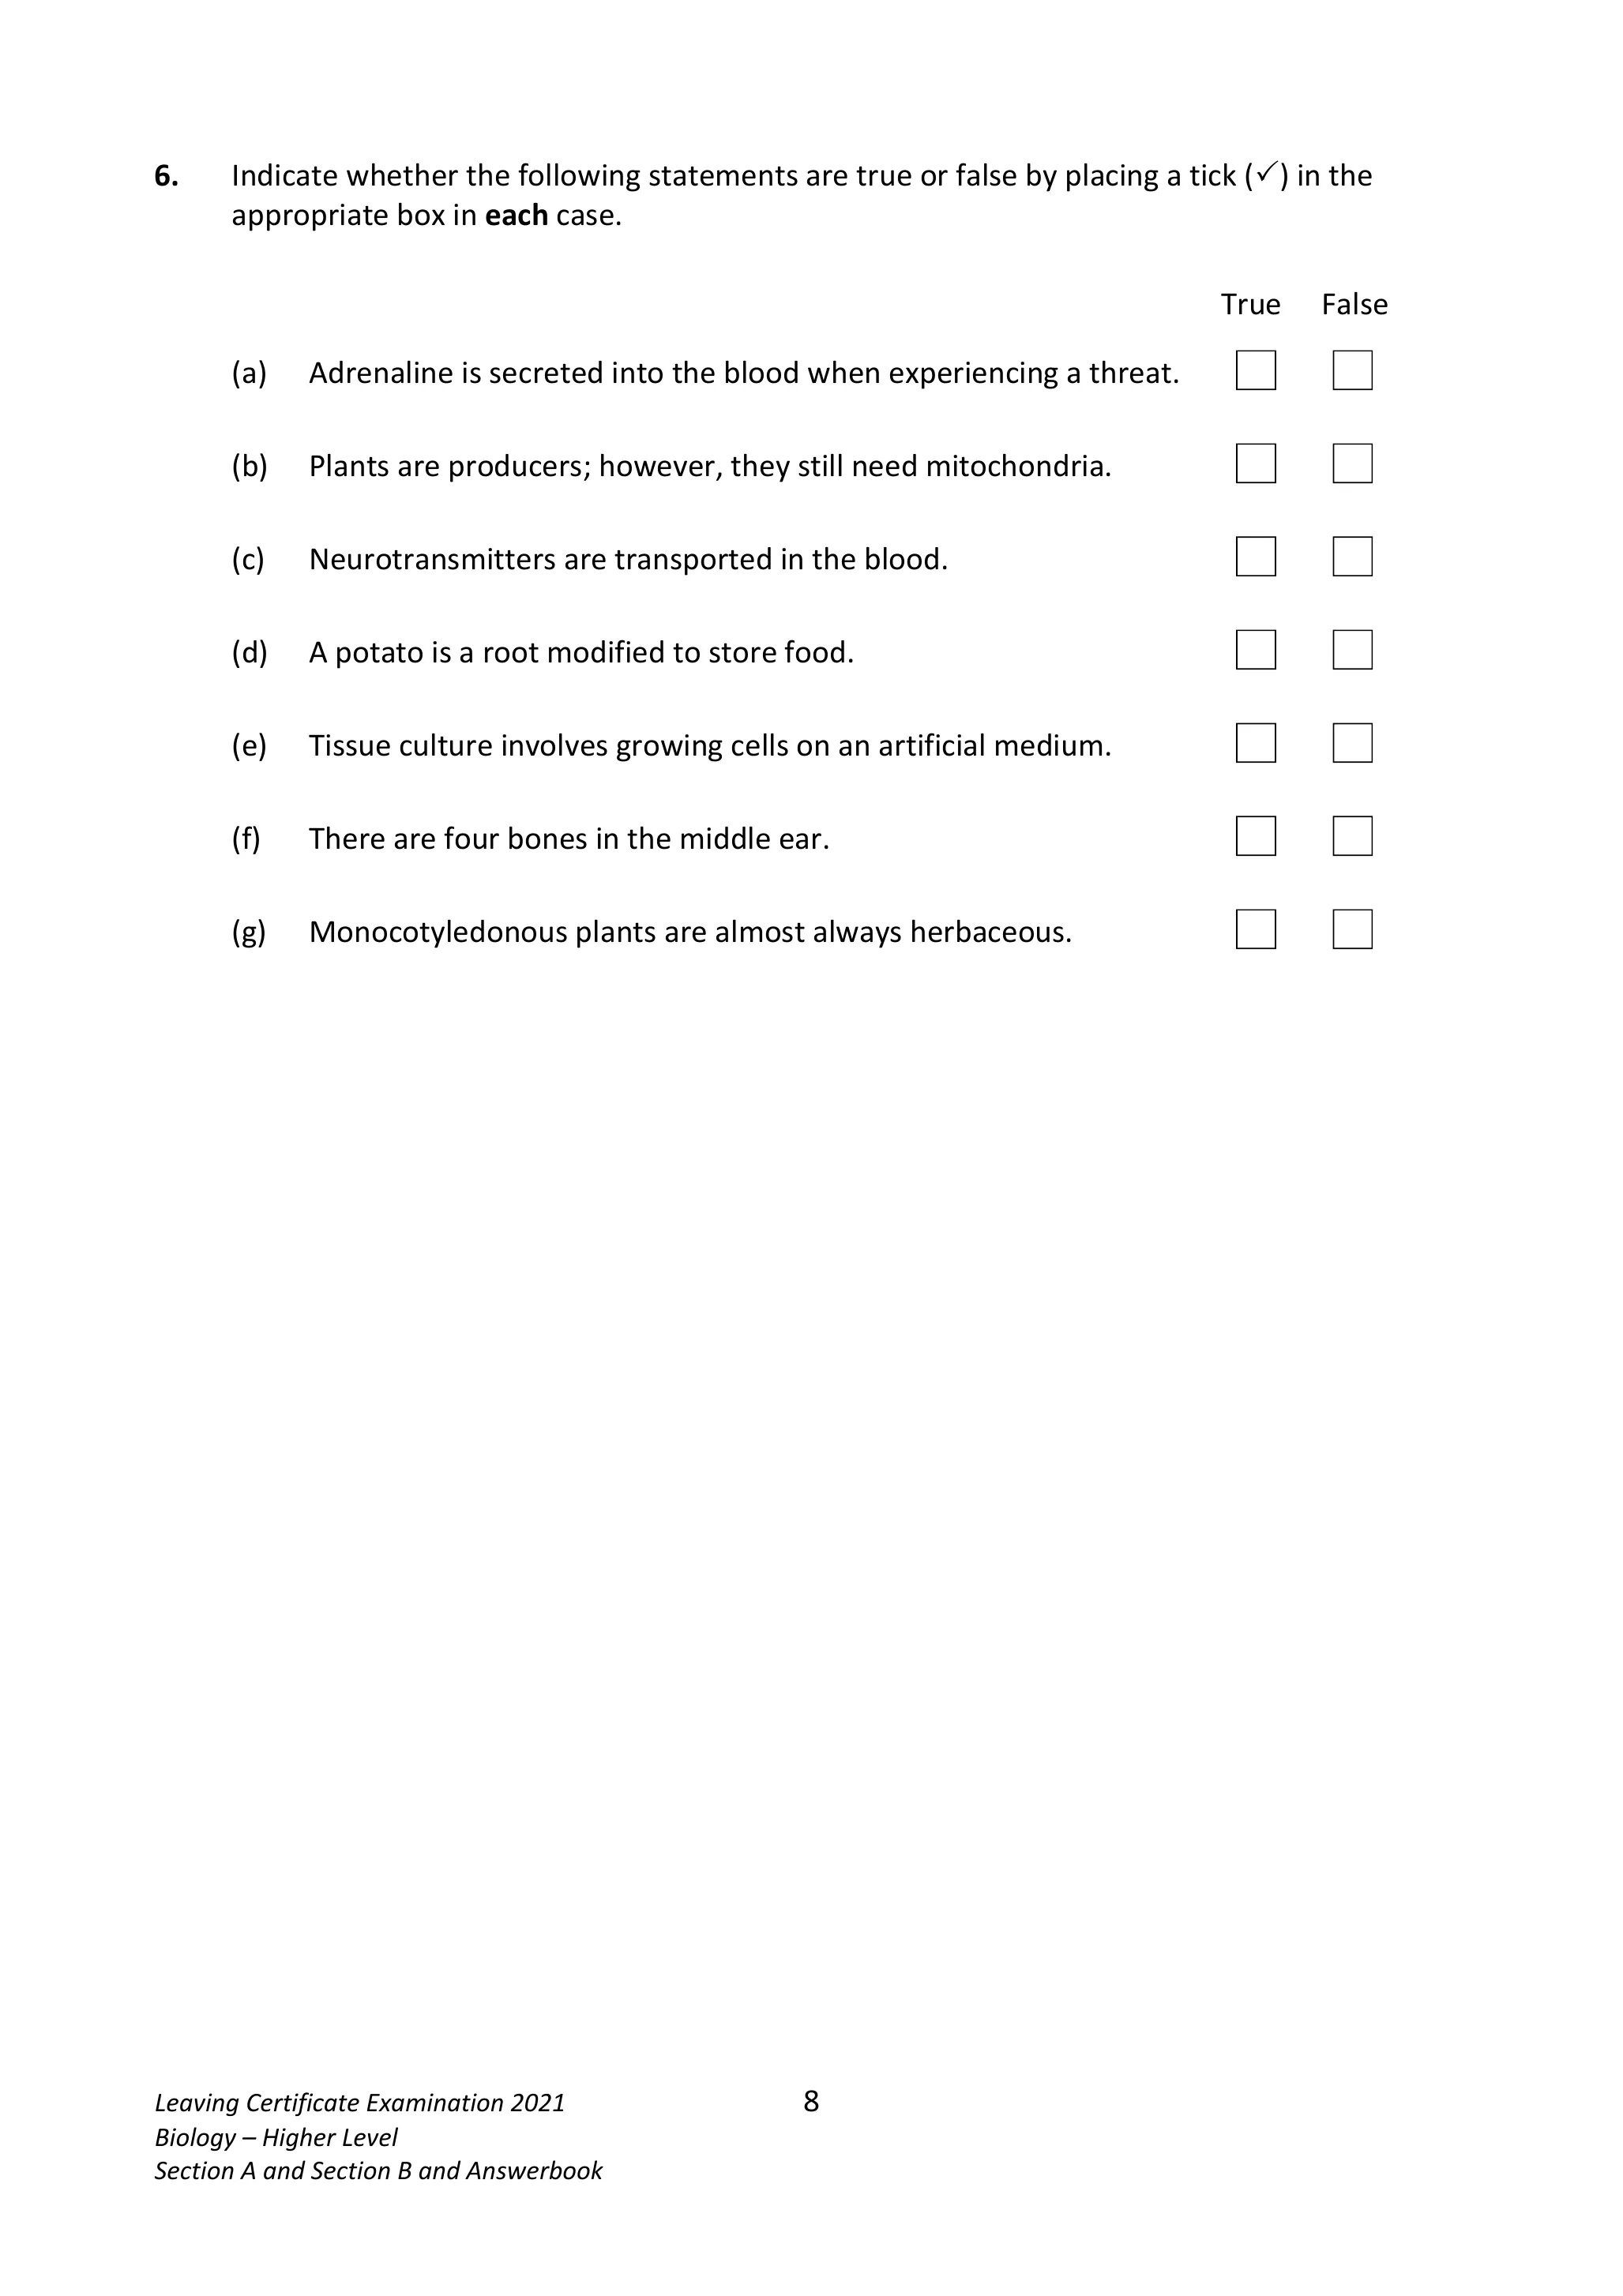 6. Indicate whether the following statements are true or false by placing a tick (✓) in the
appropriate box in each case.
True False
(a) Adrenaline is secreted into the blood when experiencing a threat.
(b) Plants are producers; however, they still need mitochondria.
(c) Neurotransmitters are transported in the blood.
(d) A potato is a root modified to store food.
(e) Tissue culture involves growing cells on an artificial medium.
(f) There are four bones in the middle ear.
(g) Monocotyledonous plants are almost always herbaceous.
Leaving Certificate Examination 2021 8
Biology – Higher Level
Section A and Section B and Answerbook